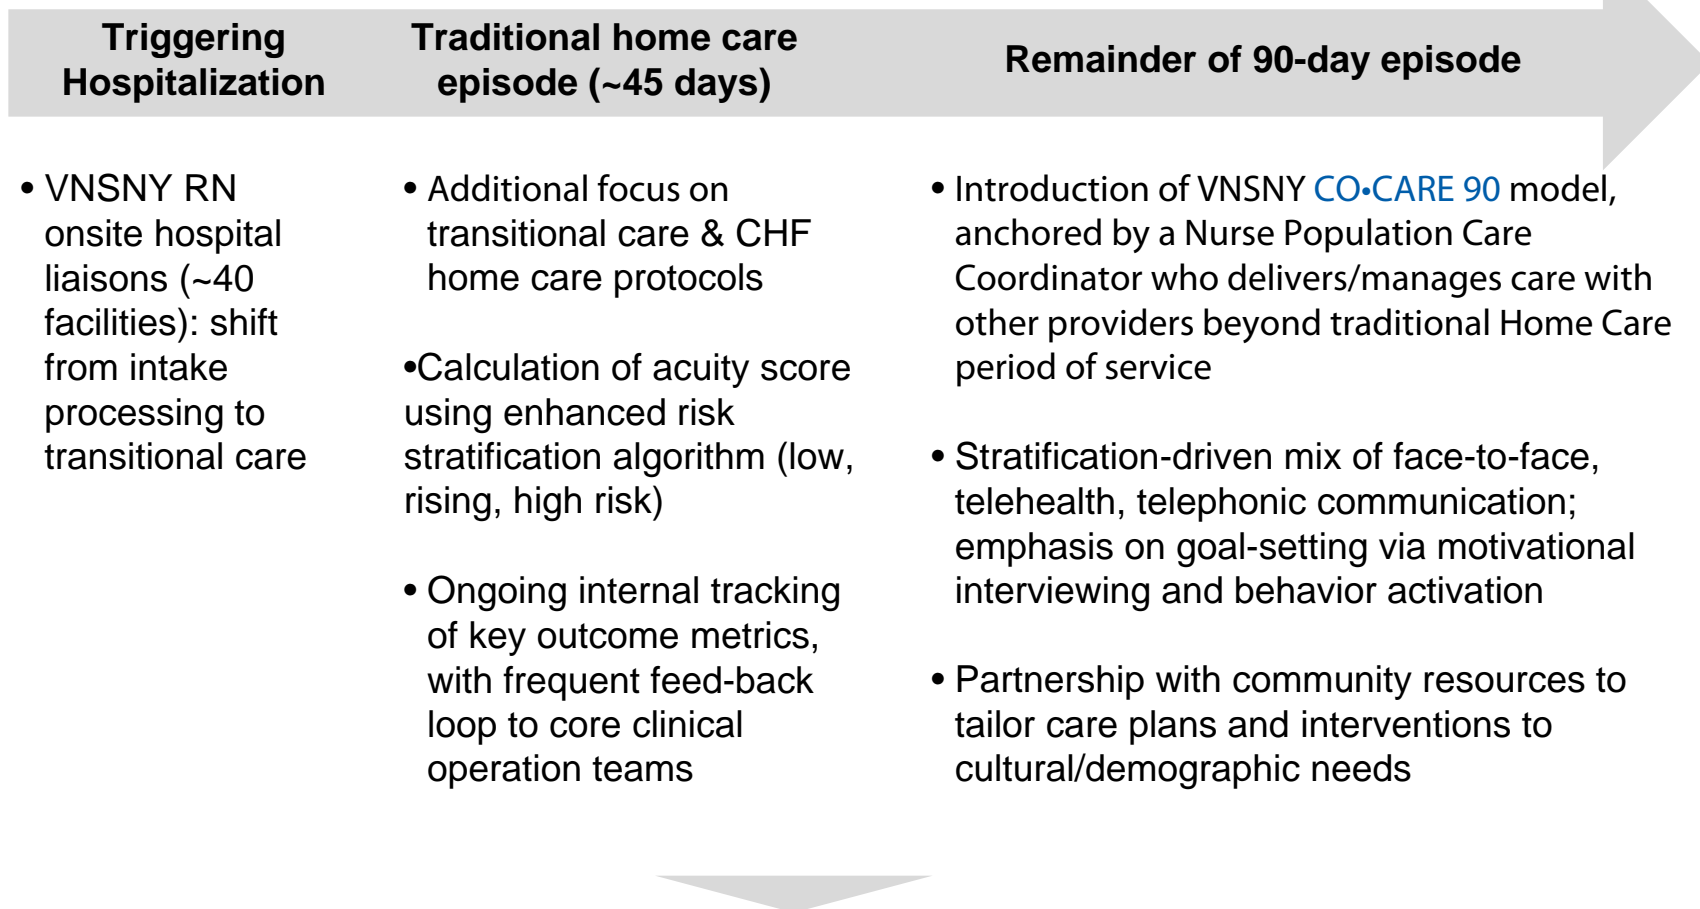 Triggering
Hospitalization
Traditional home care
episode (~45 days)
Remainder of 90-day episode
• VNSNY RN
onsite hospital
liaisons (~40
facilities): shift
from intake
processing to
transitional care
• Additional focus on
transitional care & CHF
home care protocols
•Calculation of acuity score
using enhanced risk
stratification algorithm (low,
rising, high risk)
• Ongoing internal tracking
of key outcome metrics,
with frequent feed-back
loop to core clinical
operation teams
• Introduction of VNSNY CO•CARE 90 model,
anchored by a Nurse Population Care
Coordinator who delivers/manages care with
other providers beyond traditional Home Care
period of service
• Stratification-driven mix of face-to-face,
telehealth, telephonic communication;
emphasis on goal-setting via motivational
interviewing and behavior activation
• Partnership with community resources to
tailor care plans and interventions to
cultural/demographic needs